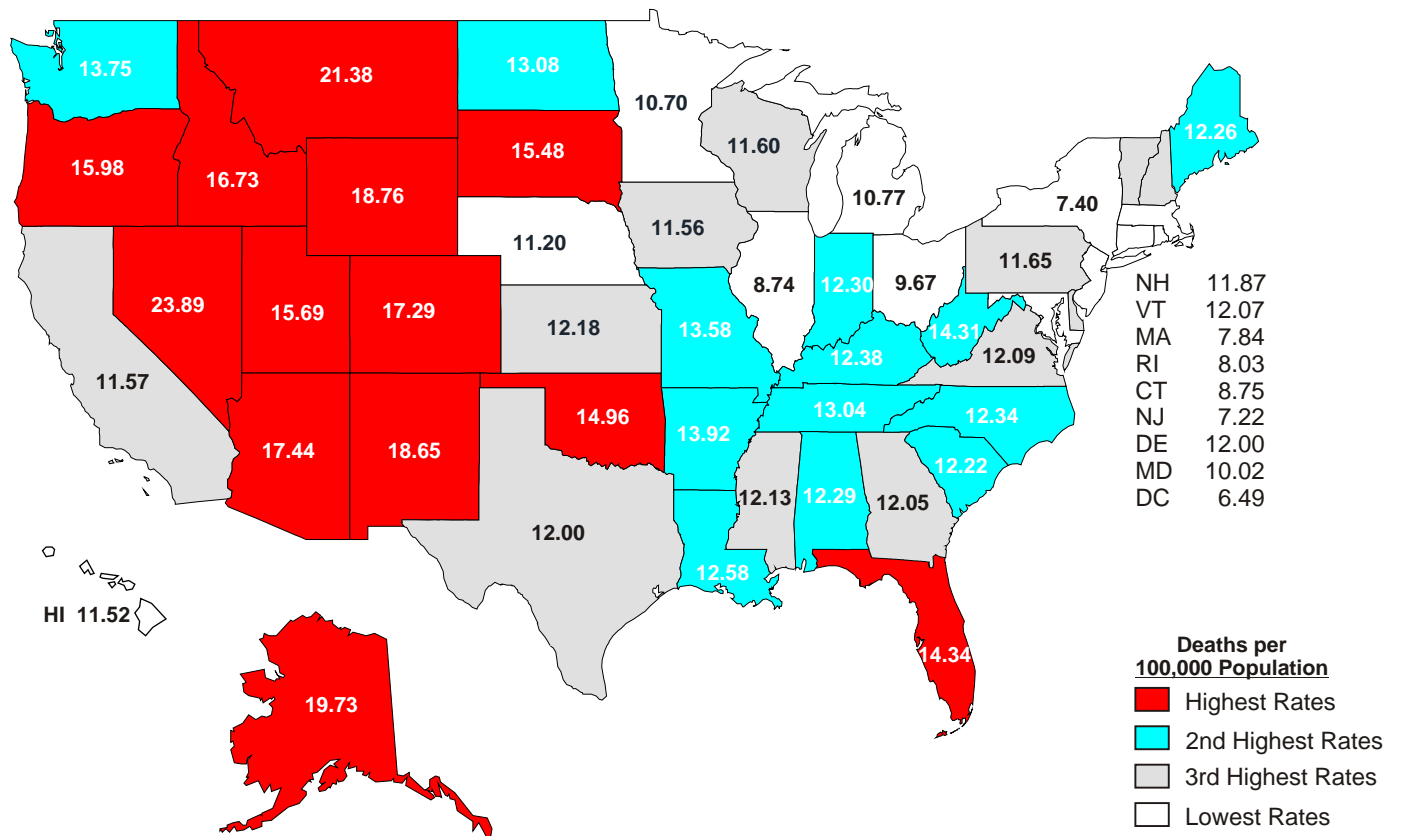 13.75
21.38
13.08
10.70
11.60
12.26
15.98
16.73
18.76
15.48
10.77
7.40
11.20
11.56
8.74
12.30
9.67
11.65
23.89
15.69
17.29
12.18
13.58
14.31
12.38
12.09
11.57
17.44
18.65
14.96
13.92
13.04
12.34
12.22
12.13
12.29
12.05
12.00
12.58
14.34
19.73
HI 11.52
NH 11.87
VT 12.07
MA 7.84
RI 8.03
CT 8.75
NJ 7.22
DE 12.00
MD 10.02
DC 6.49
Deaths per
100,000 Population
Highest Rates
2nd Highest Rates
3rd Highest Rates
Lowest Rates